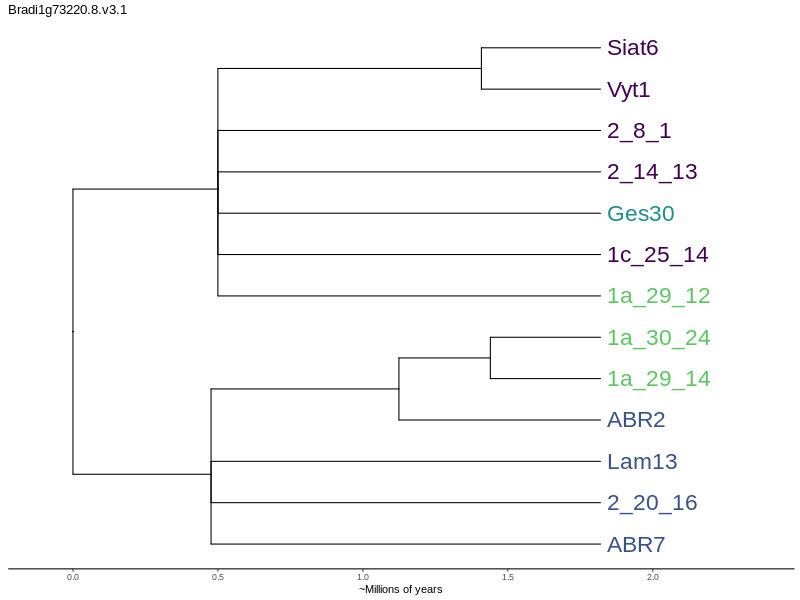 Bradi1g73220.8.v3.1
Siat6
Vyt1
2_8_1
2_14_13
Ges30
1c_25_14
1a_29_12
1a_30_24
1a_29_14
ABR2
Lam13
2_20_16
ABR7
0.0 0.5 1.0 1.5 2.0
~Millions of years